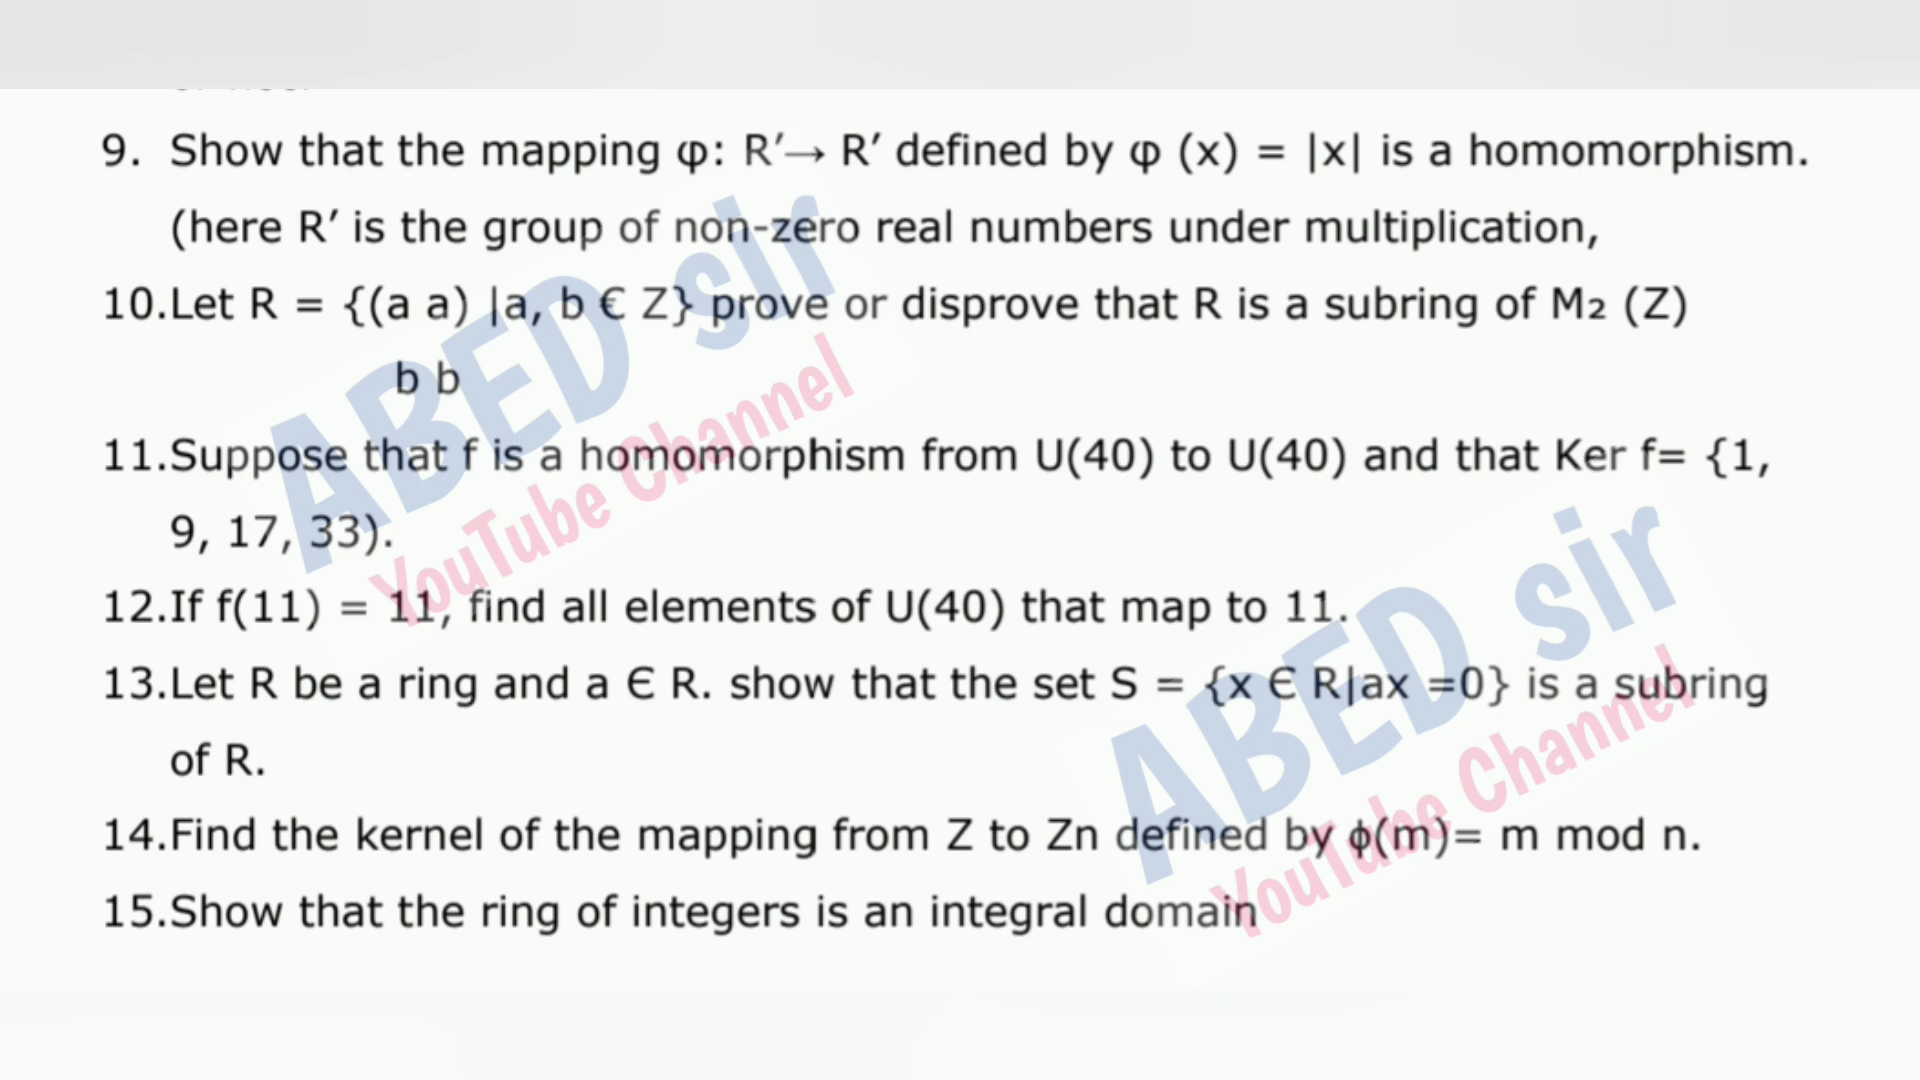 9. Show that the mapping φ: R′→ R′ defined by φ (x) = |x| is a homomorphism.
(here R′ is the group of non-zero real numbers under multiplication,
10.Let R = {(a a) |a, b € Z} prove or disprove that R is a subring of M₂ (Z)
b b
11.Suppose that f is a homomorphism from U(40) to U(40) and that Ker f= {1,
9, 17, 33).
12.If f(11) = 11, find all elements of U(40) that map to 11.
13.Let R be a ring and a Є R. show that the set S = {x Є R|ax =0} is a subring
of R.
14.Find the kernel of the mapping from Z to Zn defined by ϕ(m)= m mod n.
15.Show that the ring of integers is an integral domain
ABED sir
YouTube Channel
ABED sir
YouTube Channel